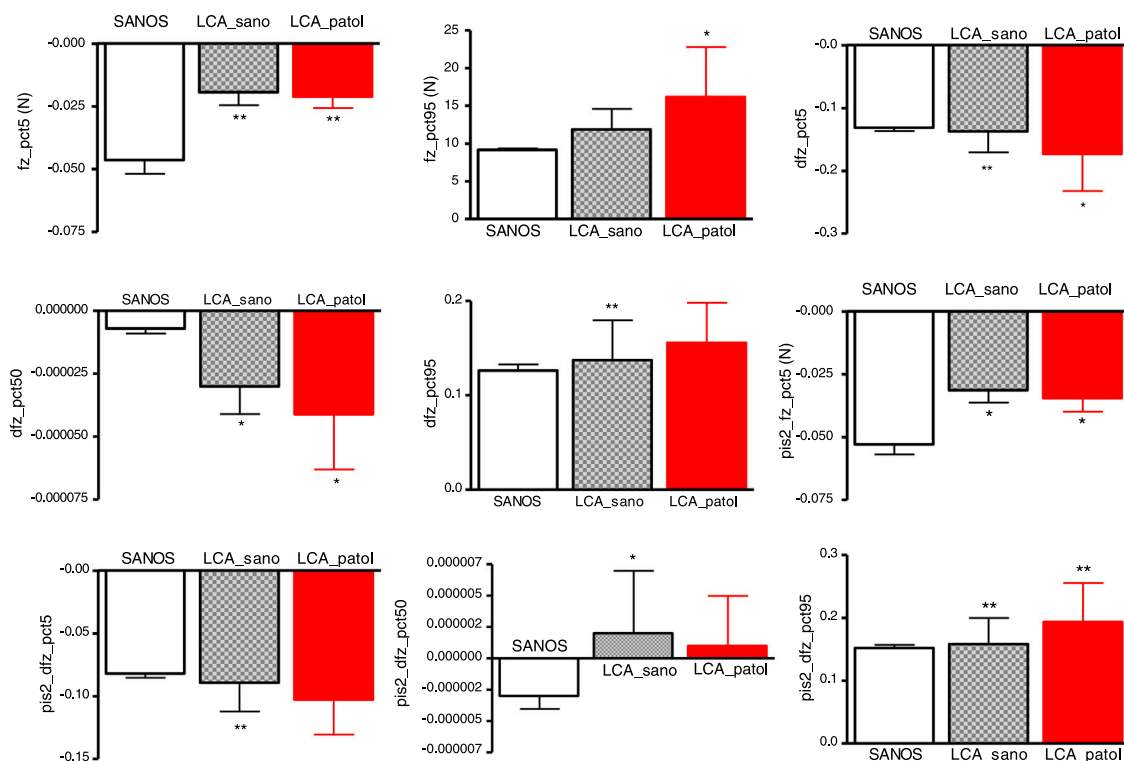 SANOS LCA_sano LCA_patol
-0.000
-0.025
-0.050
-0.075
fz_pct5 (N)
** **
25
20
15
10
5
0
fz_pct95 (N)
*
SANOS LCA_sano LCA_patol
SANOS LCA_sano LCA_patol
-0.0
-0.1
-0.2
-0.3
dfz_pct5
**
*
SANOS LCA_sano LCA_patol
0.000000
-0.000025
-0.000050
-0.000075
dfz_pct50
*
*
0.2
0.1
0.0
dfz_pct95
**
SANOS LCA_sano LCA_patol
SANOS LCA_sano LCA_patol
-0.000
-0.025
-0.050
-0.075
pis2_fz_pct5 (N)
* *
SANOS LCA_sano LCA_patol
-0.00
-0.05
-0.10
-0.15
pis2_dfz_pct5
**
0.000007
0.000005
0.000002
0.000000
-0.000002
-0.000005
-0.000007
pis2_dfz_pct50
*
SANOS
LCA_sano LCA_patol
0.3
0.2
0.1
0.0
pis2_dfz_pct95
** **
SANOS LCA_sano LCA_patol